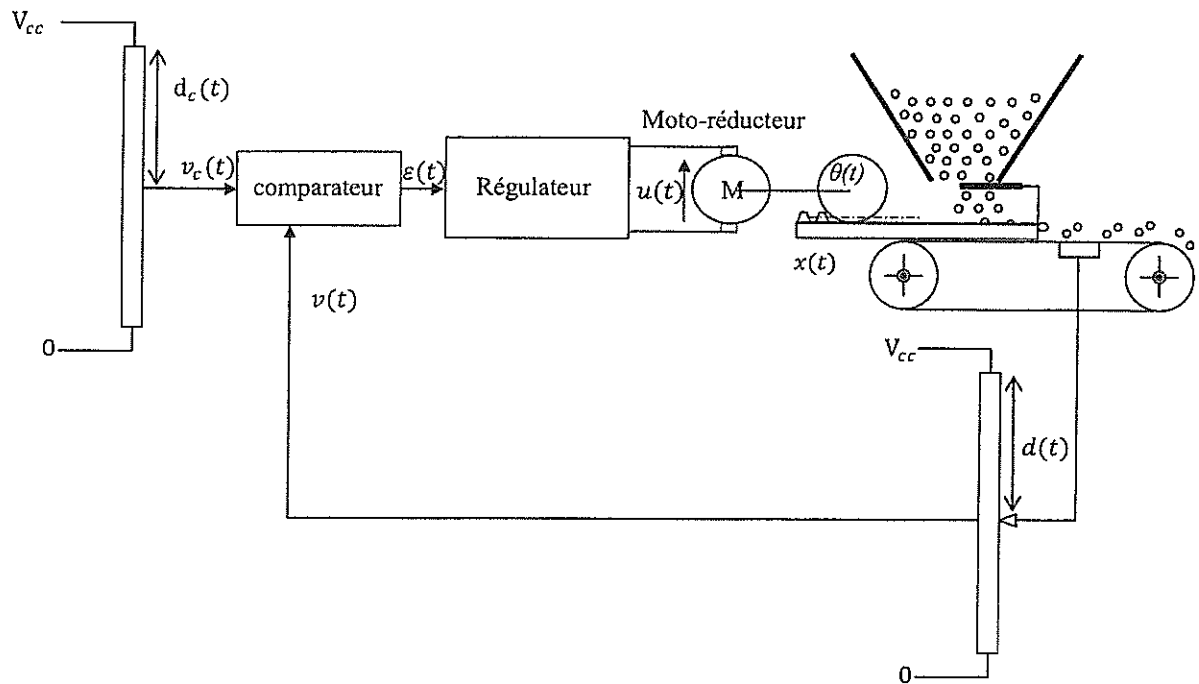 V_cc
d_c(t)
v_c(t)
comparateur
ε(t)
Régulateur
u(t)
Moto-réducteur
M
θ(t)
x(t)
v(t)
0
V_cc
d(t)
0